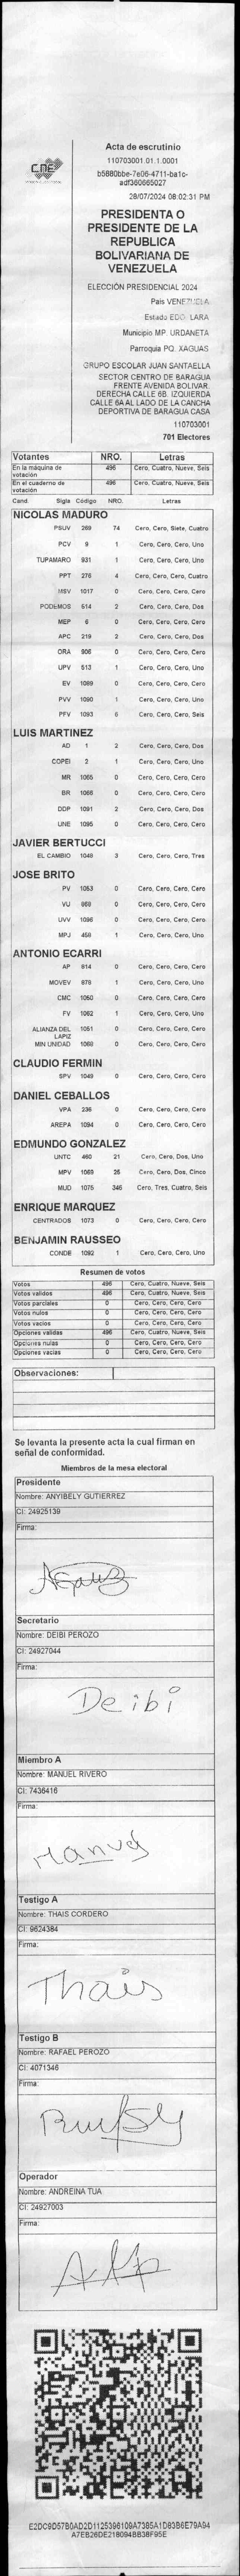 CNE
Acta de escrutinio
110703001.01.1.0001
b5680bbe-7e06-4711-ba1c-
adf360665027
28/07/2024 08:02:31 PM
PRESIDENTA O
PRESIDENTE DE LA
REPUBLICA
BOLIVARIANA DE
VENEZUELA
ELECCIÓN PRESIDENCIAL 2024
País VENEZUELA
Estado EDO. LARA
Municipio MP. URDANETA
Parroquia PQ. XAGUAS
GRUPO ESCOLAR JUAN SANTAELLA
SECTOR CENTRO DE BARAGUA
FRENTE AVENIDA BOLIVAR.
DERECHA CALLE 6B. IZQUIERDA
CALLE 6A AL LADO DE LA CANCHA
DEPORTIVA DE BARAGUA CASA
110703001
701 Electores
Votantes NRO. Letras
En la máquina de votación 496 Cero, Cuatro, Nueve, Seis
En el cuaderno de votación 496 Cero, Cuatro, Nueve, Seis
Cand. Sigla Código NRO. Letras
NICOLAS MADURO
PSUV 269 74 Cero, Cero, Siete, Cuatro
PCV 9 1 Cero, Cero, Cero, Uno
TUPAMARO 931 1 Cero, Cero, Cero, Uno
PPT 276 4 Cero, Cero, Cero, Cuatro
MSV 1017 0 Cero, Cero, Cero, Cero
PODEMOS 514 2 Cero, Cero, Cero, Dos
MEP 6 0 Cero, Cero, Cero, Cero
APC 219 2 Cero, Cero, Cero, Dos
ORA 906 0 Cero, Cero, Cero, Cero
UPV 513 1 Cero, Cero, Cero, Uno
EV 1089 0 Cero, Cero, Cero, Cero
PVV 1090 1 Cero, Cero, Cero, Uno
PFV 1093 6 Cero, Cero, Cero, Seis
LUIS MARTINEZ
AD 1 2 Cero, Cero, Cero, Dos
COPEI 2 1 Cero, Cero, Cero, Uno
MR 1065 0 Cero, Cero, Cero, Cero
BR 1066 0 Cero, Cero, Cero, Cero
DDP 1091 2 Cero, Cero, Cero, Dos
UNE 1095 0 Cero, Cero, Cero, Cero
JAVIER BERTUCCI
EL CAMBIO 1048 3 Cero, Cero, Cero, Tres
JOSE BRITO
PV 1053 0 Cero, Cero, Cero, Cero
VU 868 0 Cero, Cero, Cero, Cero
UVV 1096 0 Cero, Cero, Cero, Cero
MPJ 458 1 Cero, Cero, Cero, Uno
ANTONIO ECARRI
AP 814 0 Cero, Cero, Cero, Cero
MOVEV 878 1 Cero, Cero, Cero, Uno
CMC 1050 0 Cero, Cero, Cero, Cero
FV 1062 1 Cero, Cero, Cero, Uno
ALIANZA DEL LAPIZ 1051 0 Cero, Cero, Cero, Cero
MIN UNIDAD 1068 0 Cero, Cero, Cero, Cero
CLAUDIO FERMIN
SPV 1049 0 Cero, Cero, Cero, Cero
DANIEL CEBALLOS
VPA 236 0 Cero, Cero, Cero, Cero
AREPA 1094 0 Cero, Cero, Cero, Cero
EDMUNDO GONZALEZ
UNTC 460 21 Cero, Cero, Dos, Uno
MPV 1069 25 Cero, Cero, Dos, Cinco
MUD 1075 346 Cero, Tres, Cuatro, Seis
ENRIQUE MARQUEZ
CENTRADOS 1073 0 Cero, Cero, Cero, Cero
BENJAMIN RAUSSEO
CONDE 1092 1 Cero, Cero, Cero, Uno
Resumen de votos
Votos 496 Cero, Cuatro, Nueve, Seis
Votos validos 496 Cero, Cuatro, Nueve, Seis
Votos parciales 0 Cero, Cero, Cero, Cero
Votos nulos 0 Cero, Cero, Cero, Cero
Votos vacios 0 Cero, Cero, Cero, Cero
Opciones validas 496 Cero, Cuatro, Nueve, Seis
Opciones nulas 0 Cero, Cero, Cero, Cero
Opciones vacias 0 Cero, Cero, Cero, Cero
Observaciones:
Se levanta la presente acta la cual firman en
señal de conformidad.
Miembros de la mesa electoral
Presidente
Nombre: ANYIBELY GUTIERREZ
CI: 24925139
Firma:
Secretario
Nombre: DEIBI PEROZO
CI: 24927044
Firma:
Deibi
Miembro A
Nombre: MANUEL RIVERO
CI: 7436416
Firma:
Manuel
Testigo A
Nombre: THAIS CORDERO
CI: 9624384
Firma:
Thais
Testigo B
Nombre: RAFAEL PEROZO
CI: 4071346
Firma:
Operador
Nombre: ANDREINA TUA
CI: 24927003
Firma:
E2DC9D57B0AD2D1125396109A7385A1D83B6E79A94
A7EB26DE218094BB38F95E